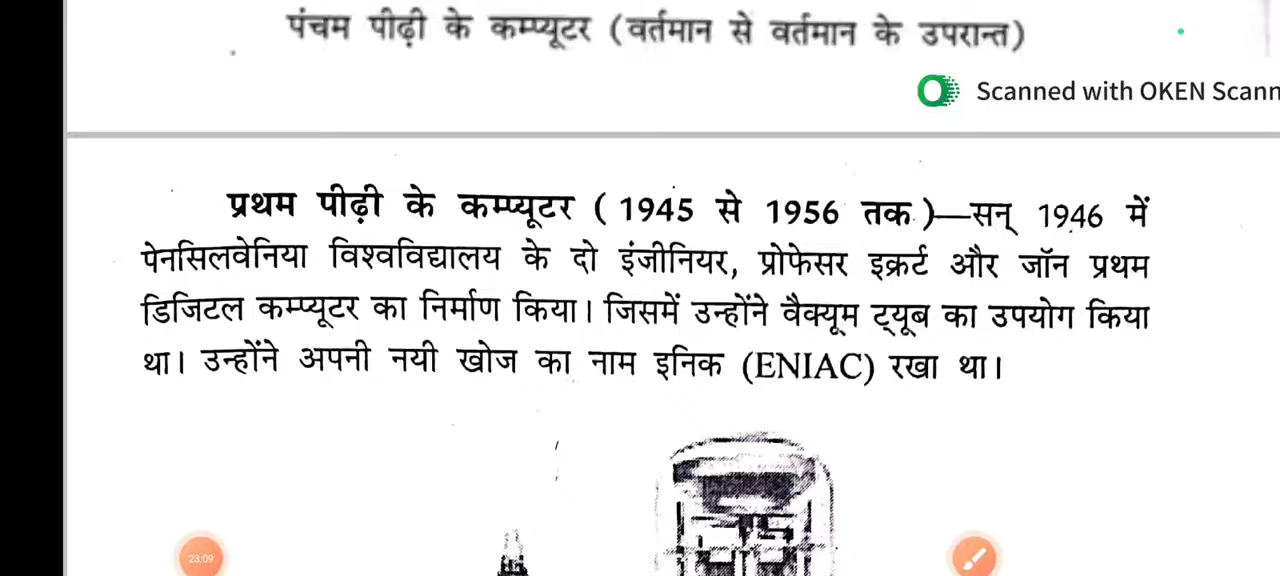 पंचम पीढ़ी के कम्प्यूटर (वर्तमान से वर्तमान के उपरान्त)
Scanned with OKEN Scann
प्रथम पीढ़ी के कम्प्यूटर ( 1945 से 1956 तक )—सन् 1946 में
पेनसिलवेनिया विश्वविद्यालय के दो इंजीनियर, प्रोफेसर इक्रर्ट और जॉन प्रथम
डिजिटल कम्प्यूटर का निर्माण किया। जिसमें उन्होंने वैक्यूम ट्यूब का उपयोग किया
था। उन्होंने अपनी नयी खोज का नाम इनिक (ENIAC) रखा था।
23:09